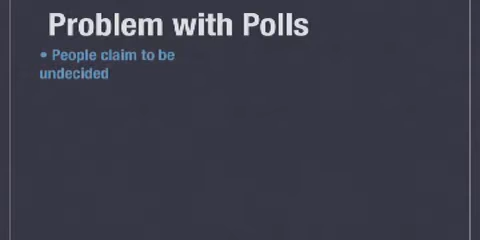 Problem with Polls
• People claim to be
undecided